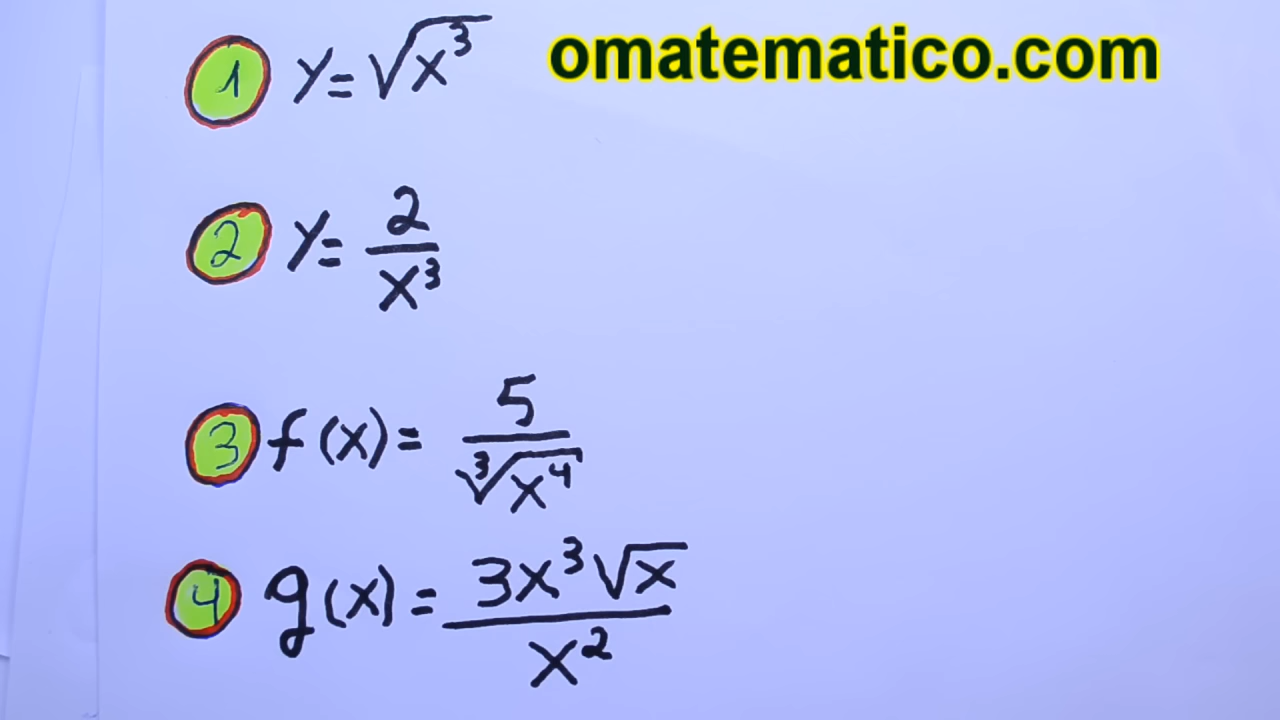 omatematico.com
1 y = √x³
2 y = 2/x³
3 f(x) = 5/∛x⁴
4 g(x) = 3x³√x/x²